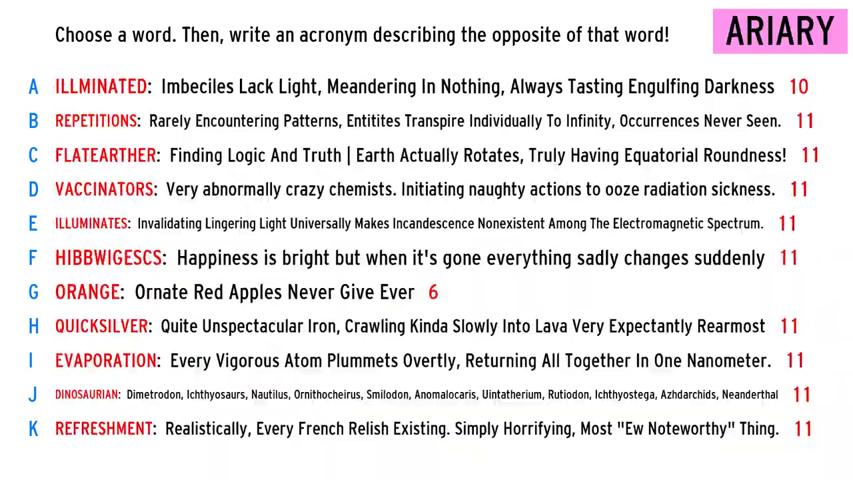 Choose a word. Then, write an acronym describing the opposite of that word!
ARIARY
A ILLMINATED: Imbeciles Lack Light, Meandering In Nothing, Always Tasting Engulfing Darkness 10
B REPETITIONS: Rarely Encountering Patterns, Entitites Transpire Individually To Infinity, Occurrences Never Seen. 11
C FLATEARTHER: Finding Logic And Truth | Earth Actually Rotates, Truly Having Equatorial Roundness! 11
D VACCINATORS: Very abnormally crazy chemists. Initiating naughty actions to ooze radiation sickness. 11
E ILLUMINATES: Invalidating Lingering Light Universally Makes Incandescence Nonexistent Among The Electromagnetic Spectrum. 11
F HIBBWIGESCS: Happiness is bright but when it's gone everything sadly changes suddenly 11
G ORANGE: Ornate Red Apples Never Give Ever 6
H QUICKSILVER: Quite Unspectacular Iron, Crawling Kinda Slowly Into Lava Very Expectantly Rearmost 11
I EVAPORATION: Every Vigorous Atom Plummets Overtly, Returning All Together In One Nanometer. 11
J DINOSAURIAN: Dimetrodon, Ichthyosaurs, Nautilus, Ornithocheirus, Smilodon, Anomalocaris, Uintatherium, Rutiodon, Ichthyostega, Azhdarchids, Neanderthal 11
K REFRESHMENT: Realistically, Every French Relish Existing. Simply Horrifying, Most "Ew Noteworthy" Thing. 11